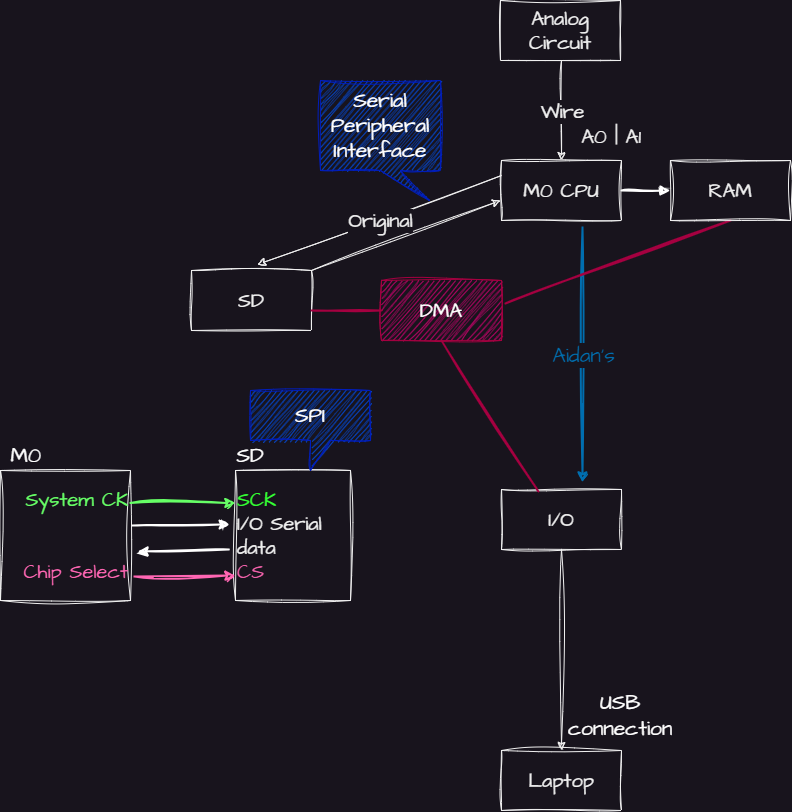 Analog
Circuit
Wire
A0 | A1
Serial
Peripheral
Interface
M0 CPU
RAM
Original
SD
DMA
Aidan's
SPI
M0
SD
System CK
SCK
I/O Serial
data
Chip Select
CS
I/O
USB
connection
Laptop